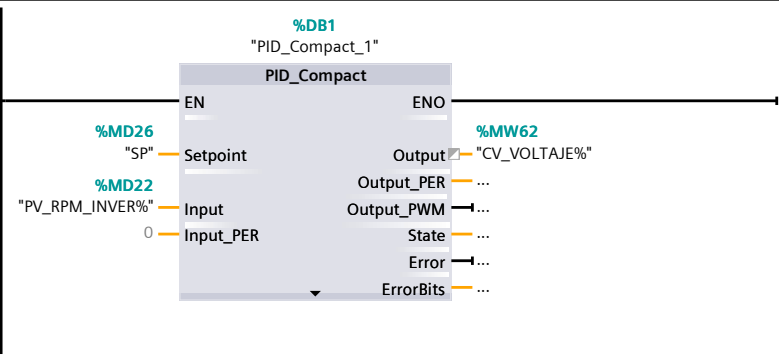 %DB1
"PID_Compact_1"
PID_Compact
EN
ENO
%MD26
"SP"
Setpoint
%MW62
Output
"CV_VOLTAJE%"
Output_PER
...
%MD22
"PV_RPM_INVER%"
Input
Output_PWM
...
0
Input_PER
State
...
Error
...
ErrorBits
...